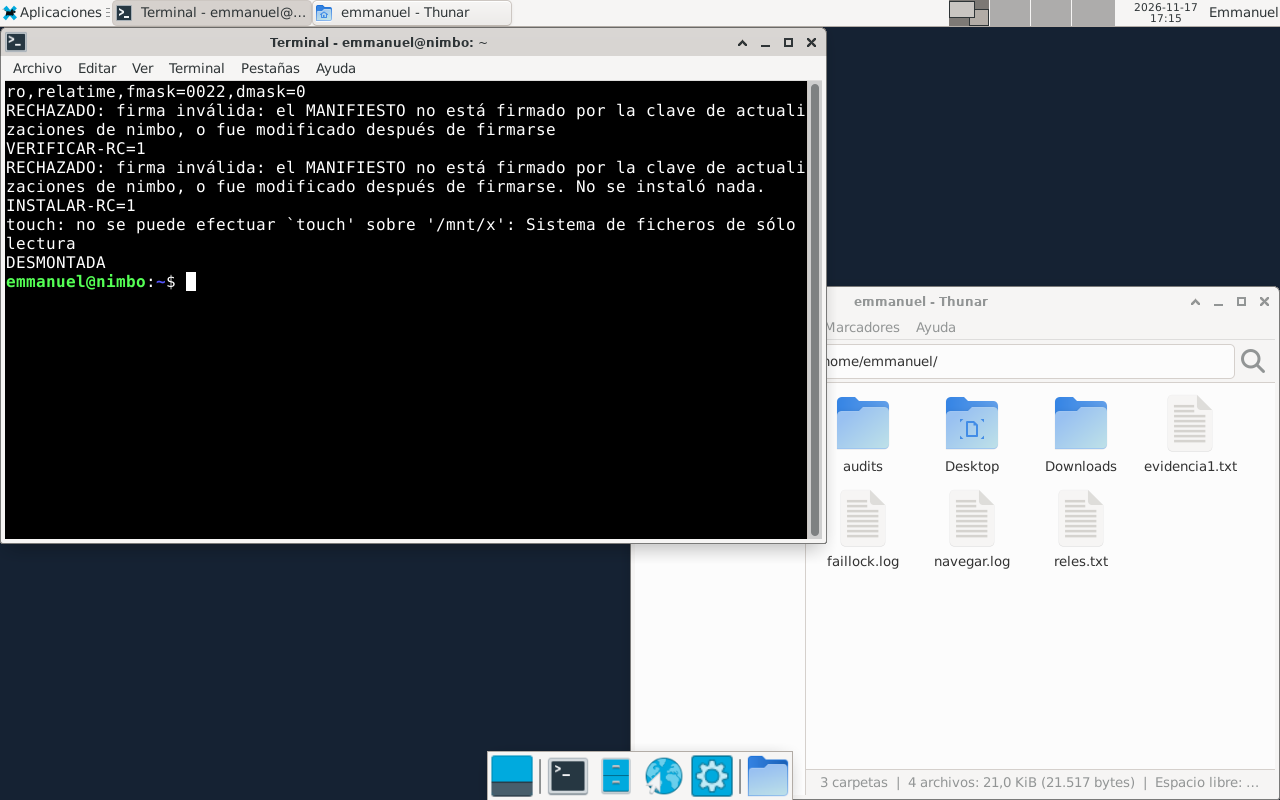 Aplicaciones
Terminal - emmanuel@...
emmanuel - Thunar
2026-11-17
17:15
Emmanuel
Terminal - emmanuel@nimbo: ~
Archivo Editar Ver Terminal Pestañas Ayuda
ro,relatime,fmask=0022,dmask=0
RECHAZADO: firma inválida: el MANIFIESTO no está firmado por la clave de actuali
zaciones de nimbo, o fue modificado después de firmarse
VERIFICAR-RC=1
RECHAZADO: firma inválida: el MANIFIESTO no está firmado por la clave de actuali
zaciones de nimbo, o fue modificado después de firmarse. No se instaló nada.
INSTALAR-RC=1
touch: no se puede efectuar `touch' sobre '/mnt/x': Sistema de ficheros de sólo
lectura
DESMONTADA
emmanuel@nimbo:~$
emmanuel - Thunar
Marcadores Ayuda
home/emmanuel/
audits Desktop Downloads evidencia1.txt
faillock.log navegar.log reles.txt
3 carpetas | 4 archivos: 21,0 KiB (21.517 bytes) | Espacio libre: ...